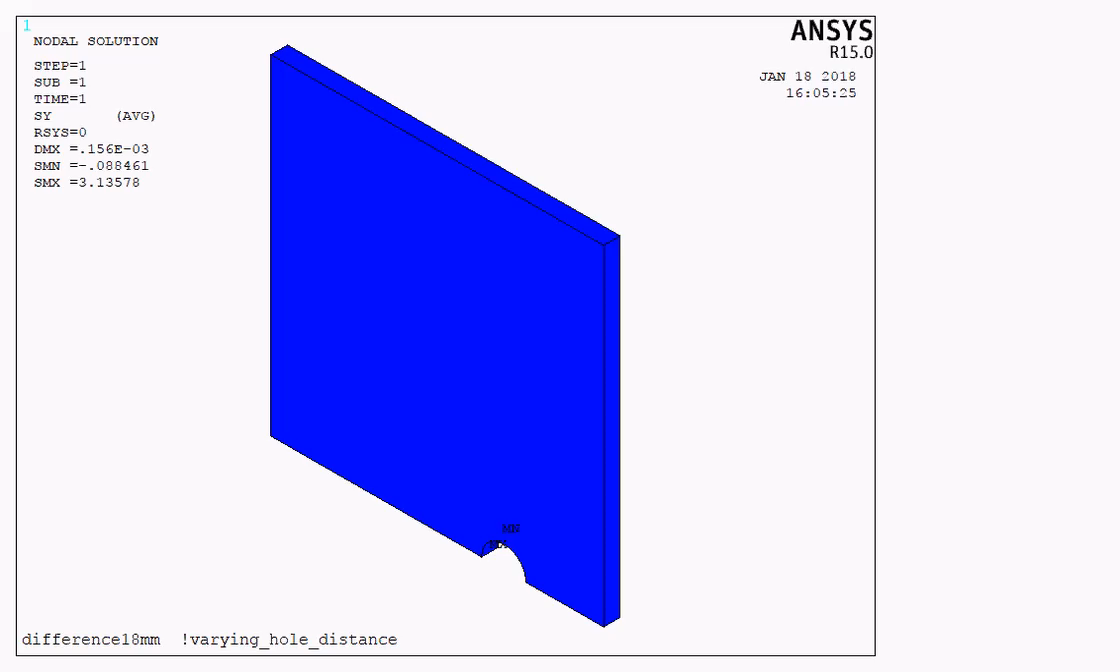 1
NODAL SOLUTION
STEP=1
SUB =1
TIME=1
SY (AVG)
RSYS=0
DMX =.156E-03
SMN =-.088461
SMX =3.13578
ANSYS
R15.0
JAN 18 2018
16:05:25
MN
difference18mm !varying_hole_distance